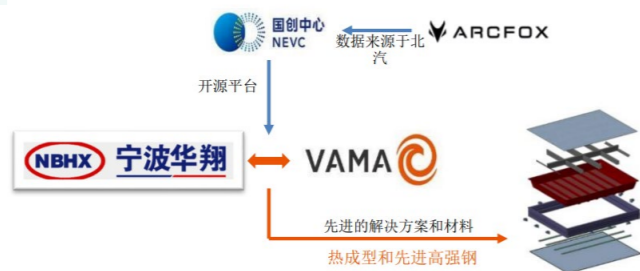 国创中心
NEVC
数据来源于北
汽
ARCFOX
开源平台
NBHX 宁波华翔
VAMA
先进的解决方案和材料
热成型和先进高强钢